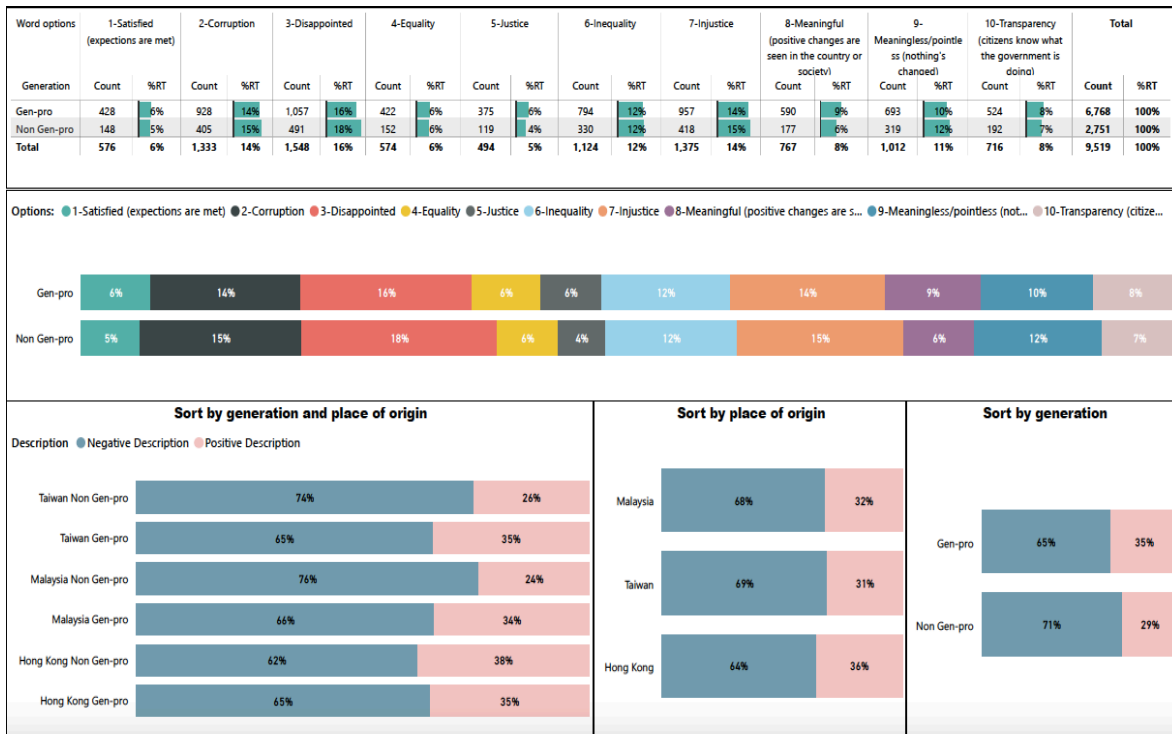 Word options 1-Satisfied (expections are met) 2-Corruption 3-Disappointed 4-Equality 5-Justice 6-Inequality 7-Injustice 8-Meaningful (positive changes are seen in the country or society) 9-Meaningless/pointless (nothing's changed) 10-Transparency (citizens know what the government is doing) Total
Generation Count %RT Count %RT Count %RT Count %RT Count %RT Count %RT Count %RT Count %RT Count %RT Count %RT Count %RT
Gen-pro 428 6% 928 14% 1,057 16% 422 6% 375 6% 794 12% 957 14% 590 9% 693 10% 524 8% 6,768 100%
Non Gen-pro 148 5% 405 15% 491 18% 152 6% 119 4% 330 12% 418 15% 177 6% 319 12% 192 7% 2,751 100%
Total 576 6% 1,333 14% 1,548 16% 574 6% 494 5% 1,124 12% 1,375 14% 767 8% 1,012 11% 716 8% 9,519 100%
Options: 1-Satisfied (expections are met) 2-Corruption 3-Disappointed 4-Equality 5-Justice 6-Inequality 7-Injustice 8-Meaningful (positive changes are s... 9-Meaningless/pointless (not... 10-Transparency (citize...
Gen-pro 6% 14% 16% 6% 6% 12% 14% 9% 10% 8%
Non Gen-pro 5% 15% 18% 6% 4% 12% 15% 6% 12% 7%
Sort by generation and place of origin
Description Negative Description Positive Description
Taiwan Non Gen-pro 74% 26%
Taiwan Gen-pro 65% 35%
Malaysia Non Gen-pro 76% 24%
Malaysia Gen-pro 66% 34%
Hong Kong Non Gen-pro 62% 38%
Hong Kong Gen-pro 65% 35%
Sort by place of origin
Malaysia 68% 32%
Taiwan 69% 31%
Hong Kong 64% 36%
Sort by generation
Gen-pro 65% 35%
Non Gen-pro 71% 29%